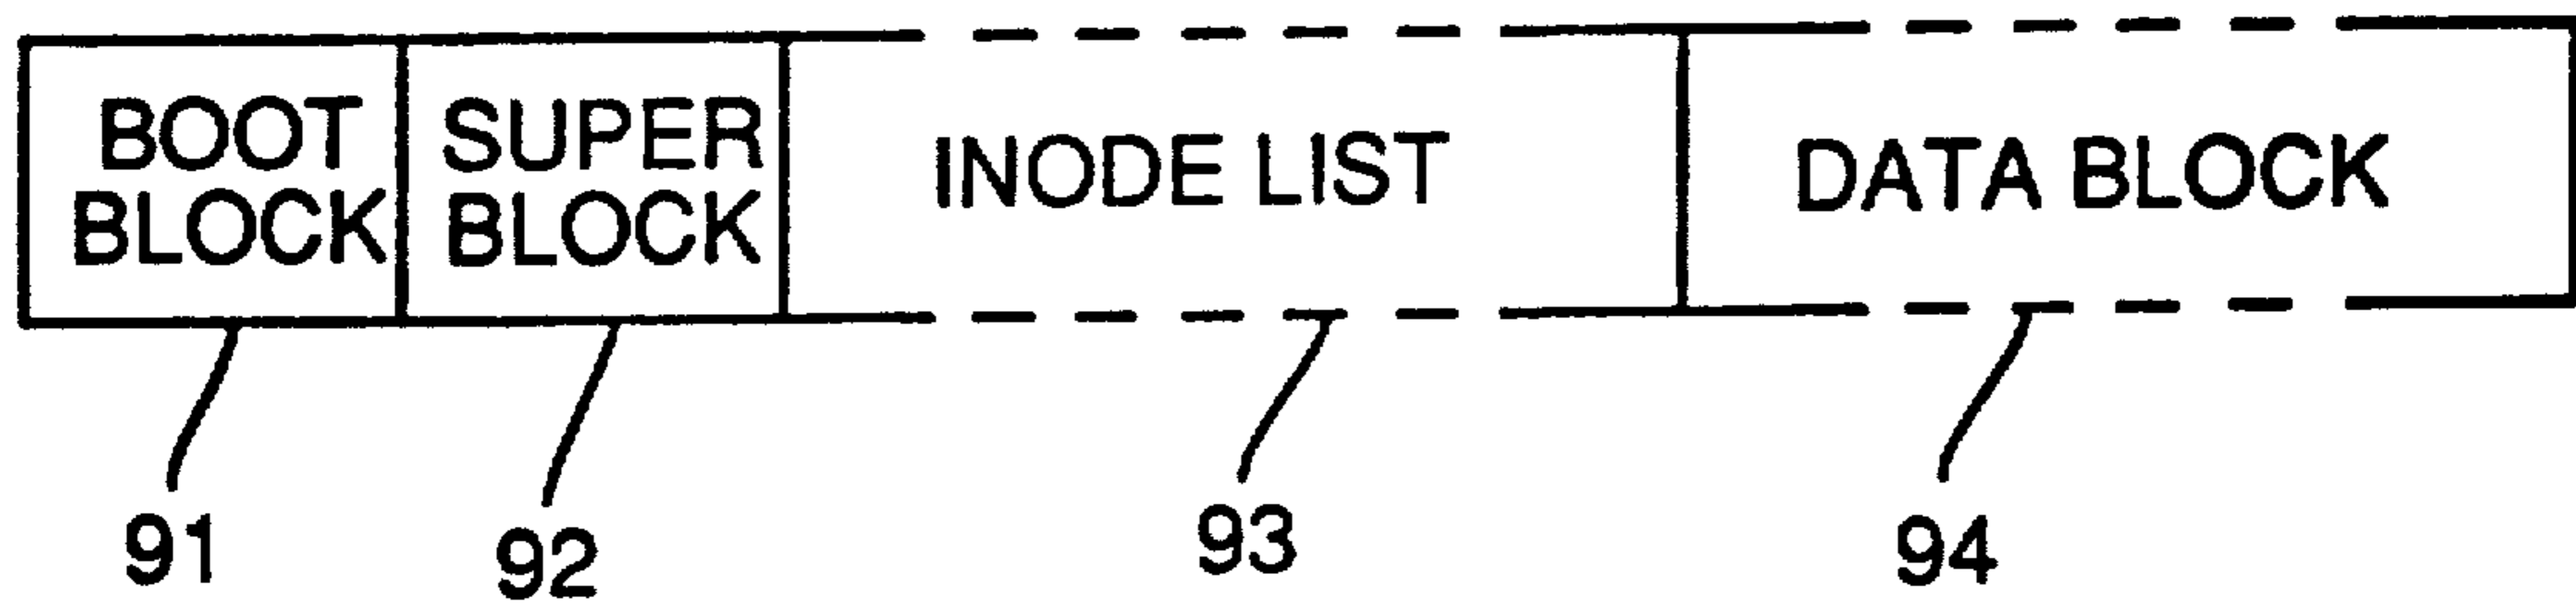 BOOT
BLOCK
SUPER
BLOCK
INODE LIST
DATA BLOCK
91
92
93
94